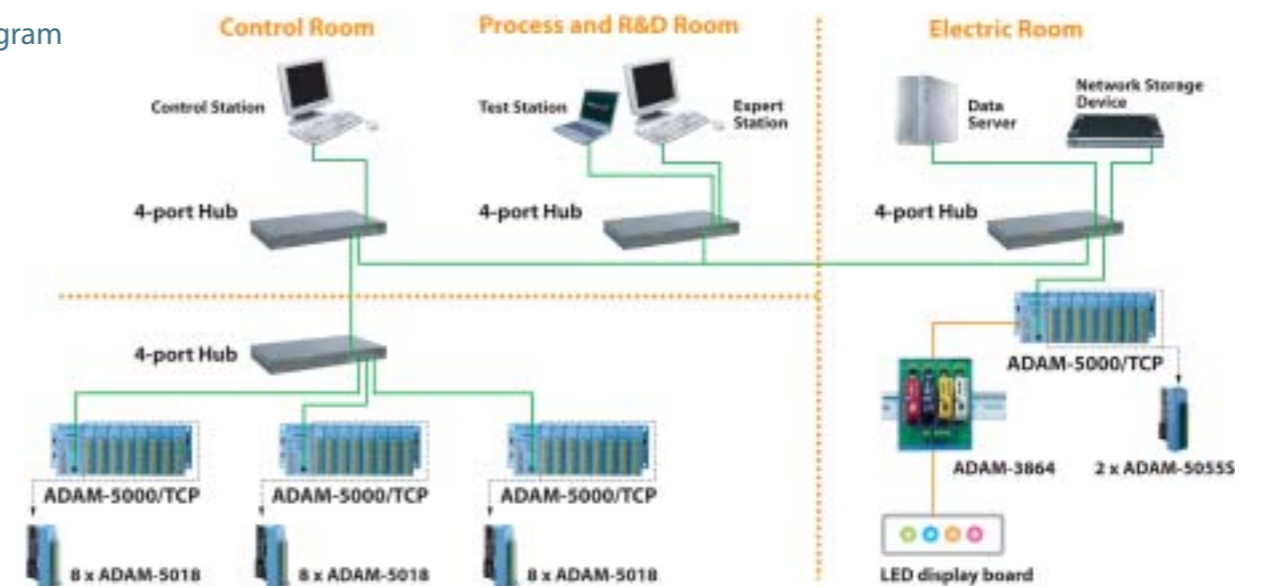 gram
Control Room
Process and R&D Room
Electric Room
Control Station
Test Station
Expert
Station
Data
Server
Network Storage
Device
4-port Hub
4-port Hub
4-port Hub
4-port Hub
ADAM-5000/TCP
ADAM-3864
2 x ADAM-5055S
ADAM-5000/TCP
ADAM-5000/TCP
ADAM-5000/TCP
8 x ADAM-5018
8 x ADAM-5018
8 x ADAM-5018
LED display board